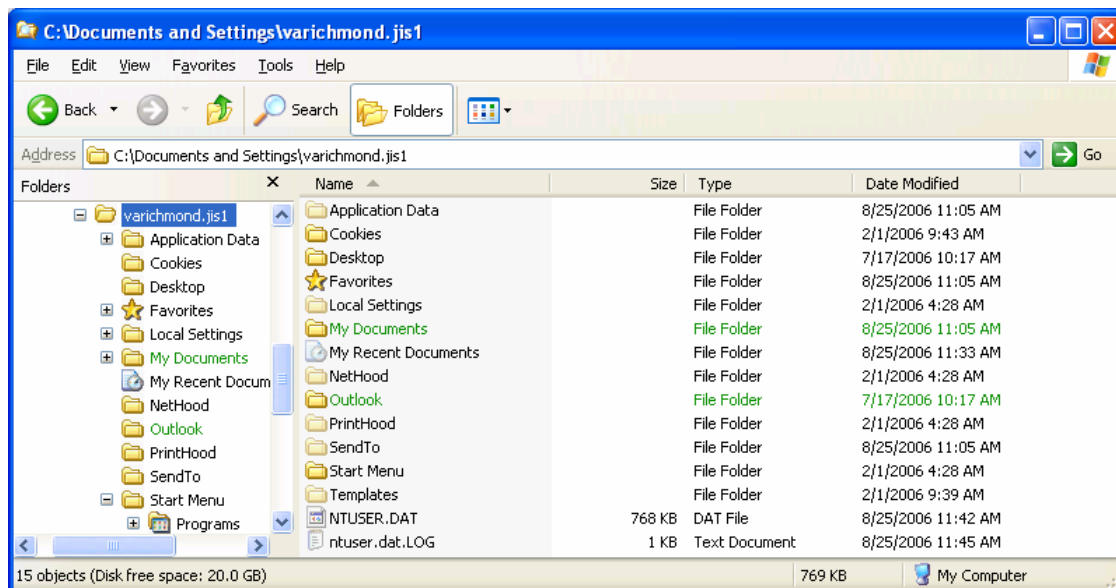 C:\Documents and Settings\varichmond.jis1
File Edit View Favorites Tools Help
Back Search Folders
Address C:\Documents and Settings\varichmond.jis1 Go
Folders Name Size Type Date Modified
varichmond.jis1
Application Data
Cookies
Desktop
Favorites
Local Settings
My Documents
My Recent Docum
NetHood
Outlook
PrintHood
SendTo
Start Menu
Programs
Application Data File Folder 8/25/2006 11:05 AM
Cookies File Folder 2/1/2006 9:43 AM
Desktop File Folder 7/17/2006 10:17 AM
Favorites File Folder 8/25/2006 11:05 AM
Local Settings File Folder 2/1/2006 4:28 AM
My Documents File Folder 8/25/2006 11:05 AM
My Recent Documents File Folder 8/25/2006 11:33 AM
NetHood File Folder 2/1/2006 4:28 AM
Outlook File Folder 7/17/2006 10:17 AM
PrintHood File Folder 2/1/2006 4:28 AM
SendTo File Folder 8/25/2006 11:05 AM
Start Menu File Folder 2/1/2006 4:28 AM
Templates File Folder 2/1/2006 9:39 AM
NTUSER.DAT 768 KB DAT File 8/25/2006 11:42 AM
ntuser.dat.LOG 1 KB Text Document 8/25/2006 11:45 AM
15 objects (Disk free space: 20.0 GB) 769 KB My Computer